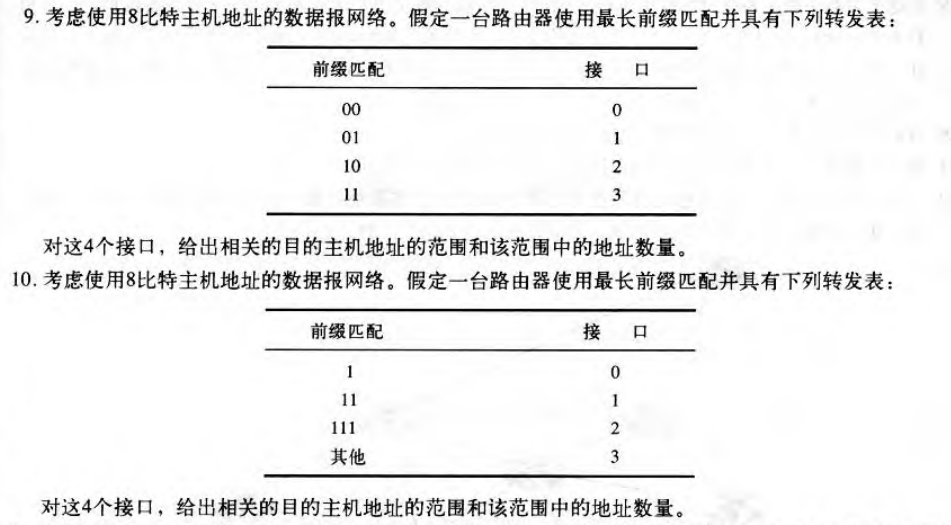 9. 考虑使用8比特主机地址的数据报网络。假定一台路由器使用最长前缀匹配并具有下列转发表：
前缀匹配 接 口
00 0
01 1
10 2
11 3
对这4个接口，给出相关的目的主机地址的范围和该范围中的地址数量。
10. 考虑使用8比特主机地址的数据报网络。假定一台路由器使用最长前缀匹配并具有下列转发表：
前缀匹配 接 口
1 0
11 1
111 2
其他 3
对这4个接口，给出相关的目的主机地址的范围和该范围中的地址数量。